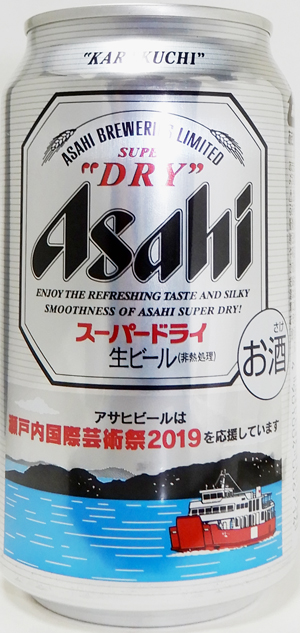 "KARAKUCHI"
ASAHI BREWERIES LIMITED
SUPER
"DRY"
Asahi
ENJOY THE REFRESHING TASTE AND SILKY
SMOOTHNESS OF ASAHI SUPER DRY!
スーパードライ
生ビール(非熱処理)
さけ
お酒
アサヒビールは
瀬戸内国際芸術祭2019を応援しています